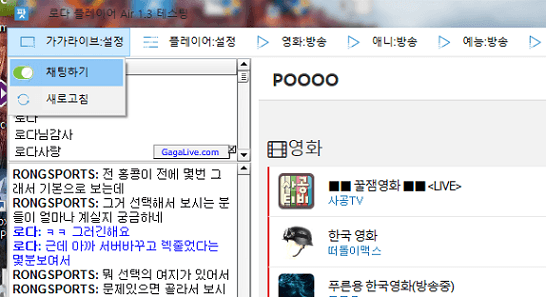 팟 로다 플레이어 Air 1.3 테스팅
가가라이브:설정 플레이어:설정 영화:방송 애니:방송 예능:방송
채팅하기
새로고침
로다
로다님감사
로다사랑
GagaLive.com
RONGSPORTS: 전 홍콩이 전에 몇번 그
래서 기본으로 보는데
RONGSPORTS: 그거 선택해서 보시는 분
들이 얼마나 계실지 궁금하네
로다: ㅋㅋ 그러긴해요
로다: 근데 아까 서버바꾸고 렉줄었다는
몇분보여서
RONGSPORTS: 뭐 선택의 여지가 있어서
RONGSPORTS: 문제있으면 골라서 보시
POOOO
영화
■■ 꿀잼영화 ■■ <LIVE>
사공TV
한국 영화
떠돌이맥스
푸른용 한국영화(방송중)